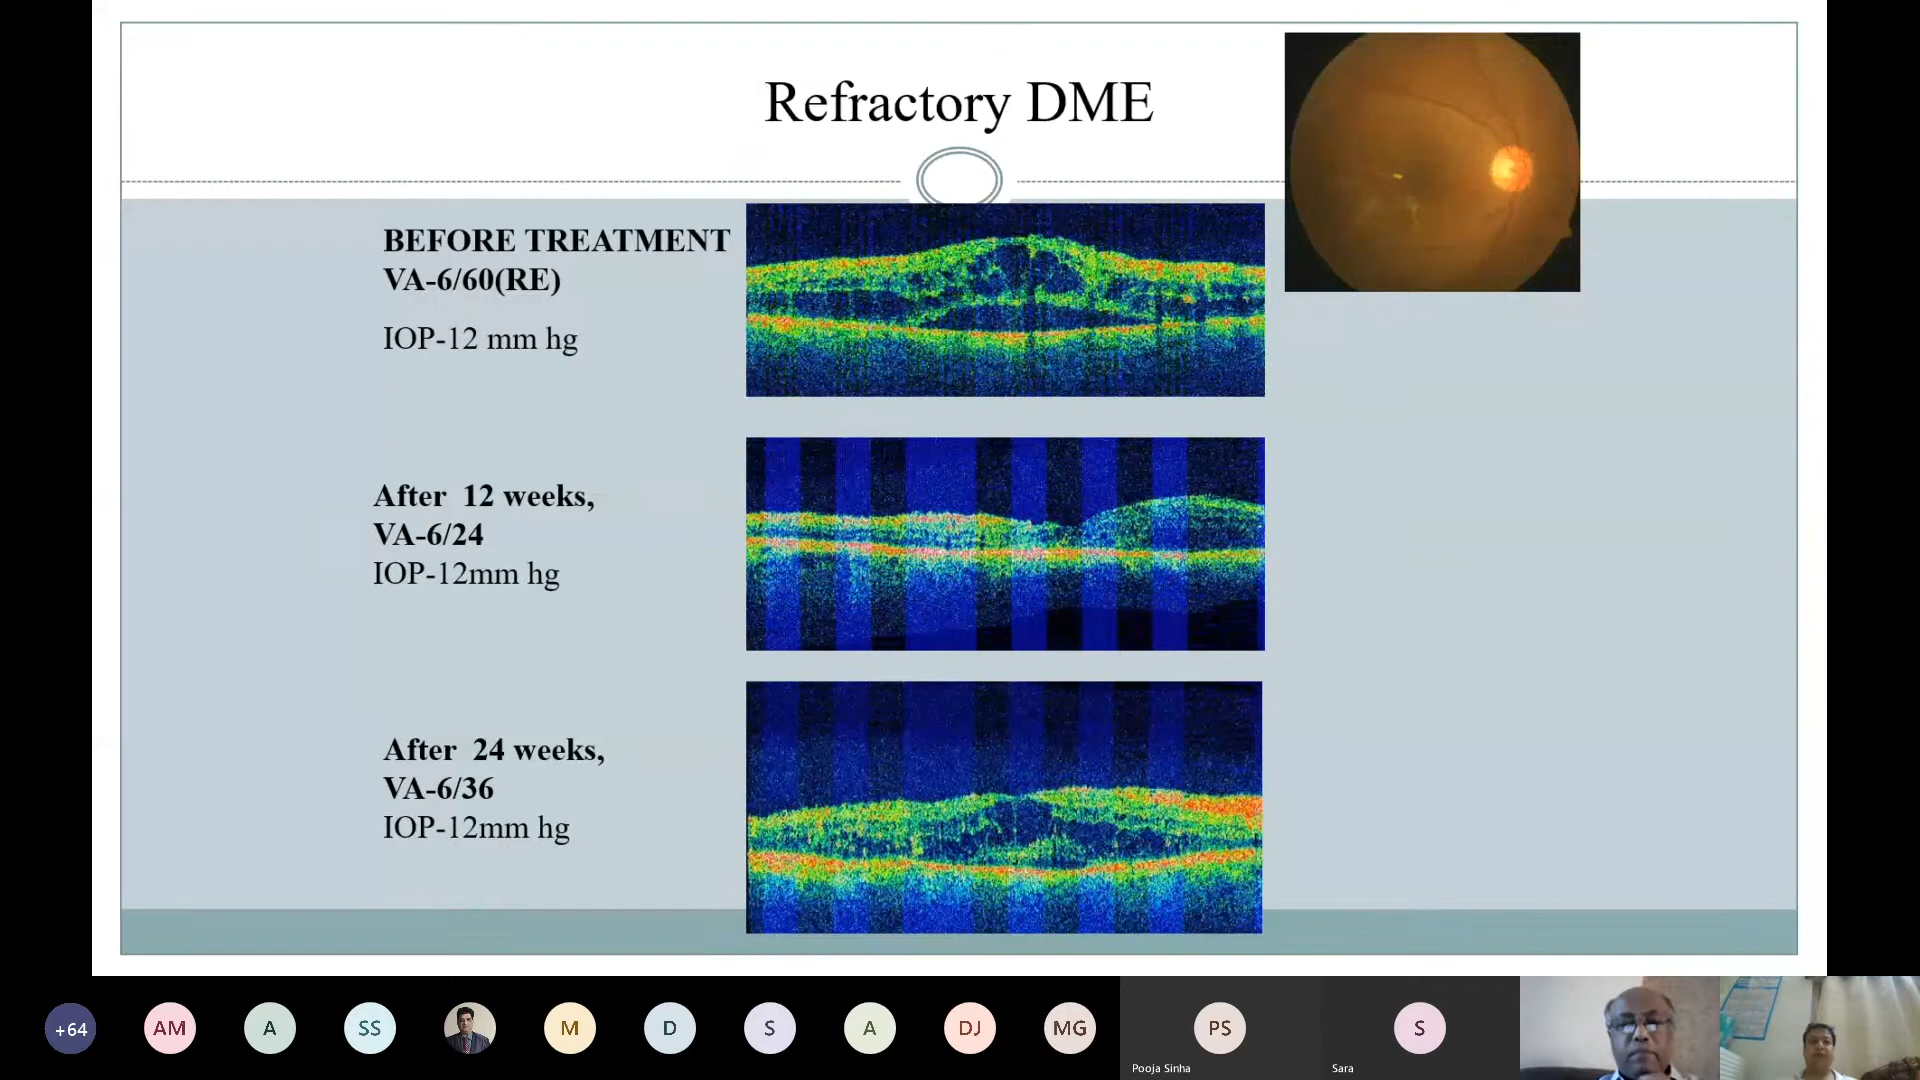 Refractory DME
BEFORE TREATMENT
VA-6/60(RE)
IOP-12 mm hg
After 12 weeks,
VA-6/24
IOP-12mm hg
After 24 weeks,
VA-6/36
IOP-12mm hg
+64
AM
A
SS
M
D
S
A
DJ
MG
PS
Pooja Sinha
S
Sara